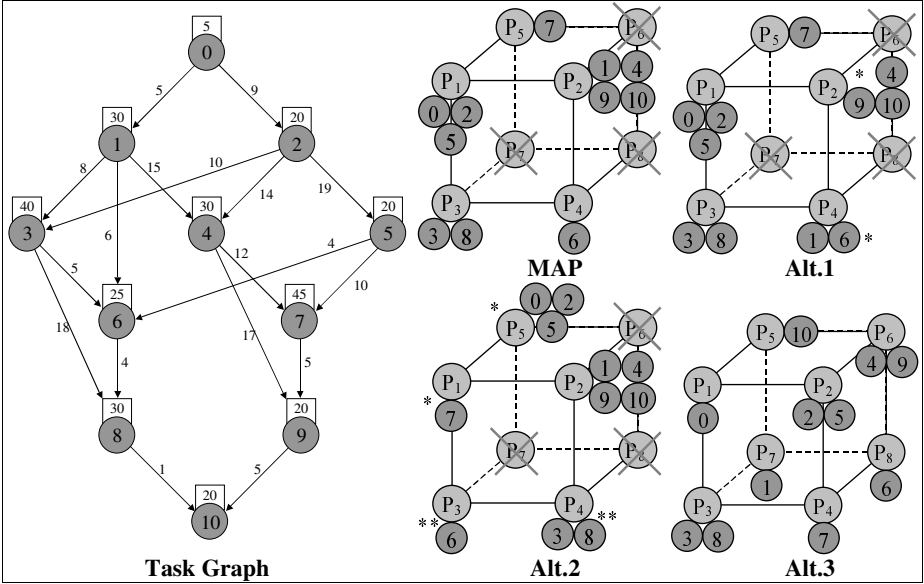 5
0
5
9
30
1
20
2
8
15
10
14
19
40
3
6
30
4
20
5
5
12
4
10
25
6
45
7
18
4
17
5
30
8
20
9
1
5
20
10
Task Graph
P5 7 P6
P1 P2 1 4
0 2 9 10
5
P7 P8
P3 P4
3 8 6
MAP
P5 7 P6
* 4
P1 P2 9 10
0 2
5
P7 P8
P3 P4
3 8 1 6 *
Alt.1
0 2
* P5 5 P6
P1 P2 1 4
* 7 9 10
P7 P8
P3 P4
** 6 3 8 **
Alt.2
P5 10 P6
4 9
P1 P2
0 2 5
P7 P8
1 6
P3 P4
3 8 7
Alt.3